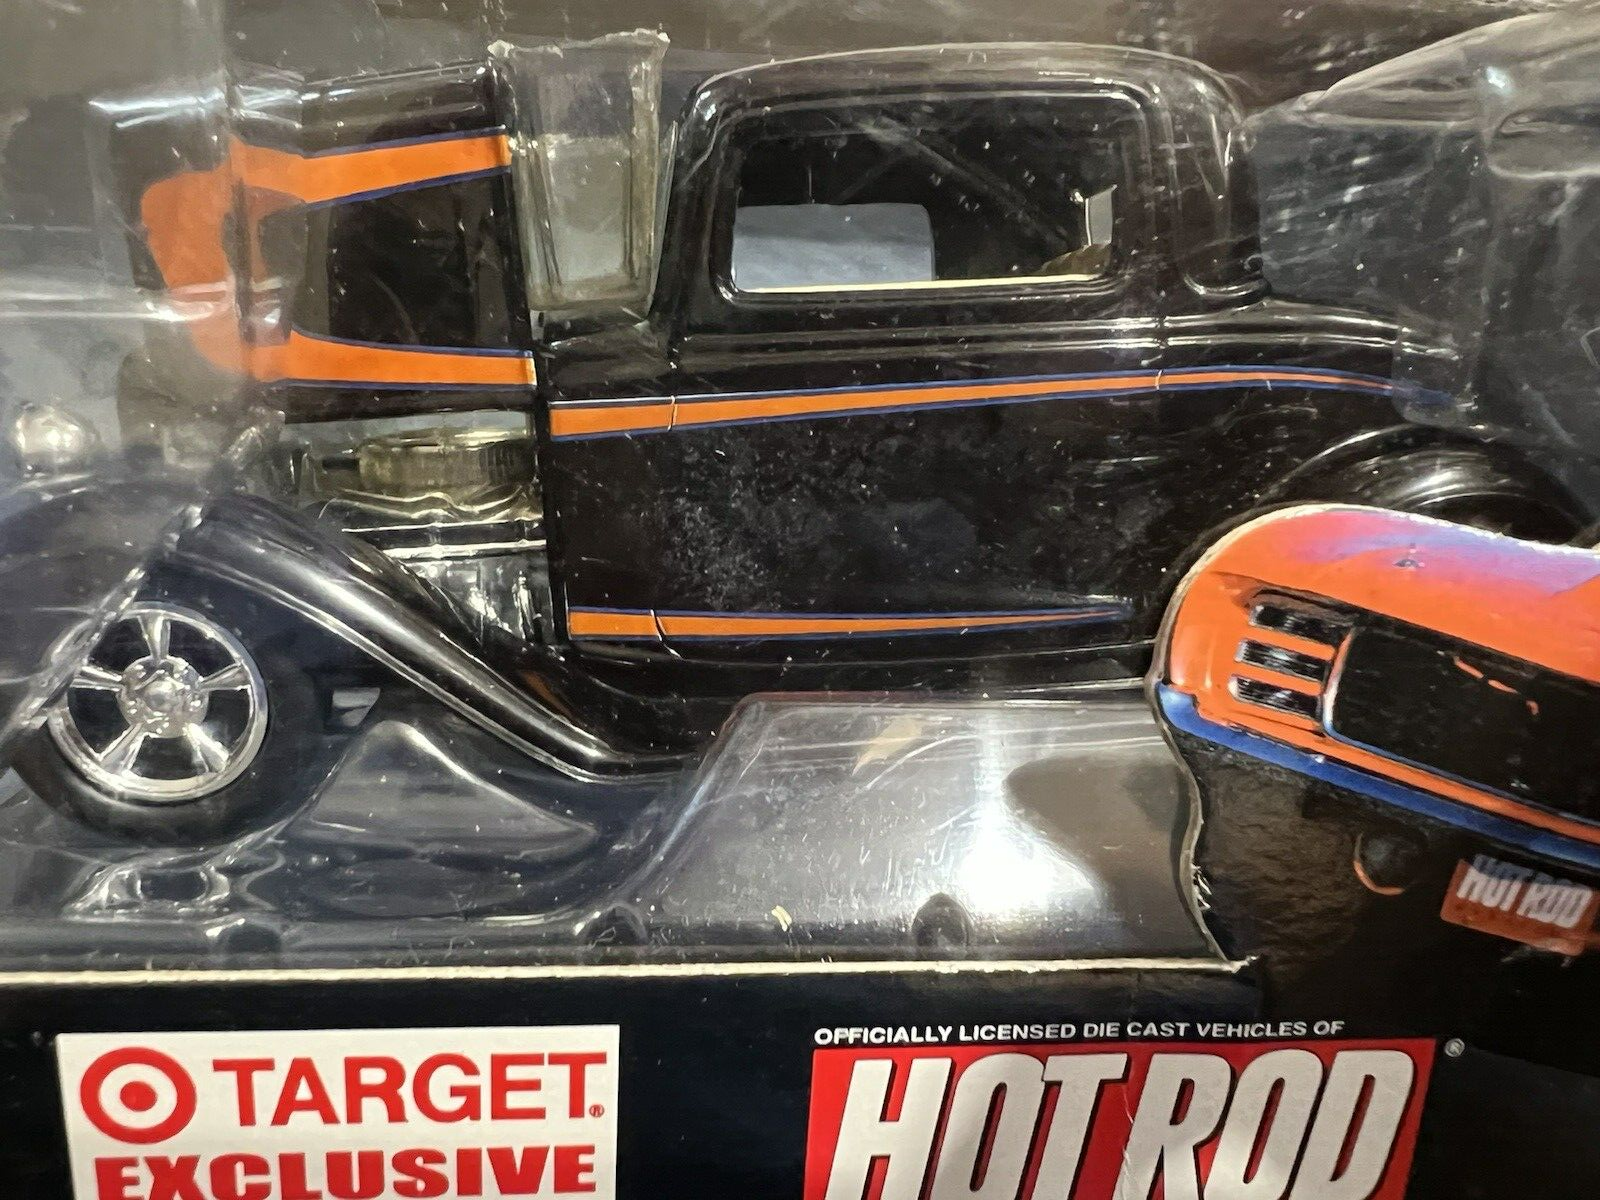 HOT ROD
OFFICIALLY LICENSED DIE CAST VEHICLES OF
TARGET®
EXCLUSIVE
HOT ROD®